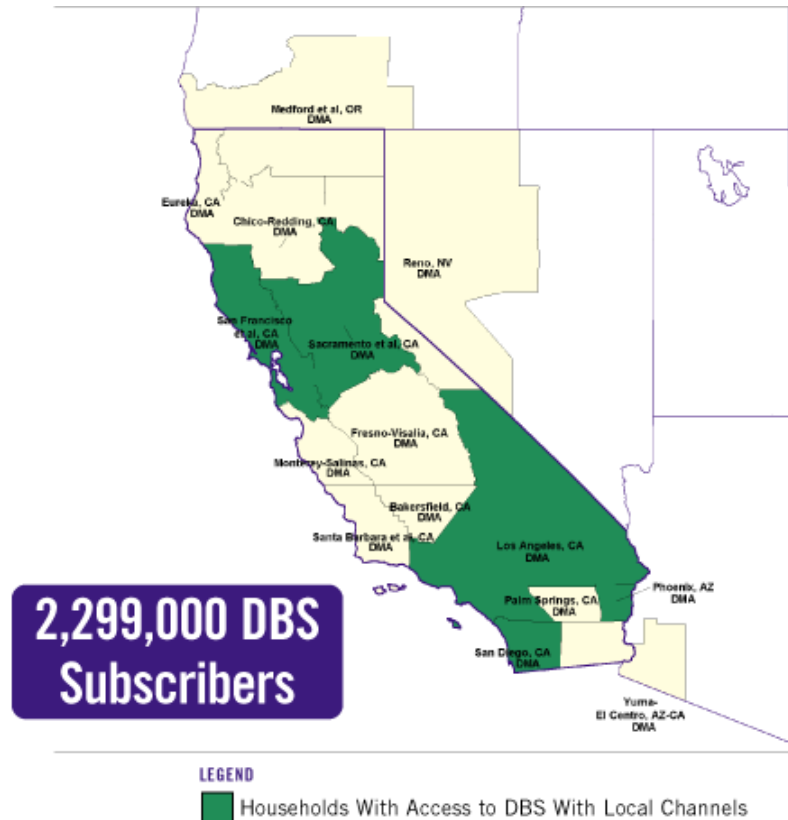 Medford et al, OR
DMA
Eureka, CA
DMA
Chico-Redding, CA
DMA
Reno, NV
DMA
San Francisco
et al, CA
DMA
Sacramento et al, CA
DMA
Fresno-Visalia, CA
DMA
Monterey-Salinas, CA
DMA
Bakersfield, CA
DMA
Santa Barbara et al, CA
DMA
Los Angeles, CA
DMA
Palm Springs, CA
DMA
Phoenix, AZ
DMA
San Diego, CA
DMA
Yuma-
El Centro, AZ-CA
DMA
2,299,000 DBS
Subscribers
LEGEND
Households With Access to DBS With Local Channels